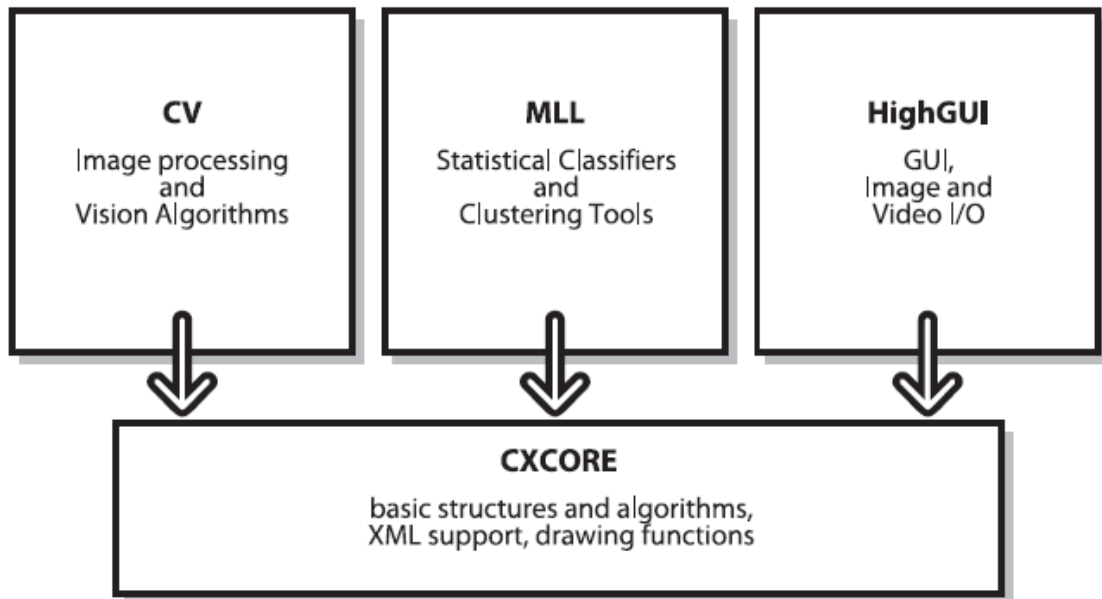 CV
Image processing
and
Vision Algorithms
MLL
Statistical Classifiers
and
Clustering Tools
HighGUI
GUI,
Image and
Video I/O
CXCORE
basic structures and algorithms,
XML support, drawing functions